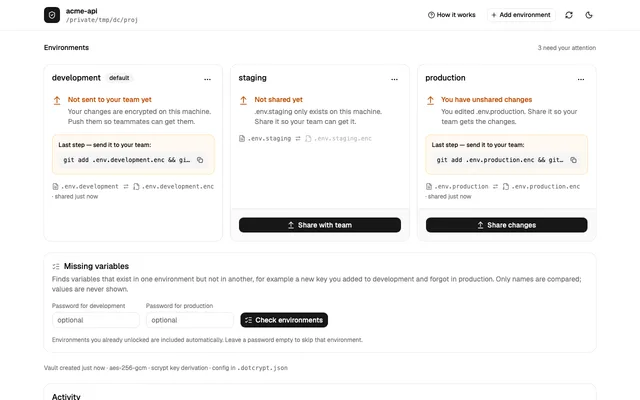 acme-api
/private/tmp/dc/proj
How it works
+ Add environment
Environments
3 need your attention
development default
...
Not sent to your team yet
Your changes are encrypted on this machine.
Push them so teammates can get them.
Last step — send it to your team:
git add .env.development.enc && gi…
.env.development ⇄ .env.development.enc
· shared just now
staging
...
Not shared yet
.env.staging only exists on this machine.
Share it so your team can get it.
.env.staging ⇄ .env.staging.enc
Share with team
production
...
You have unshared changes
You edited .env.production. Share it so your
team gets the changes.
Last step — send it to your team:
git add .env.production.enc && git…
.env.production ⇄ .env.production.enc
· shared just now
Share changes
Missing variables
Finds variables that exist in one environment but not in another, for example a new key you added to development and forgot in production. Only names are compared;
values are never shown.
Password for development
Password for production
optional
optional
Check environments
Environments you already unlocked are included automatically. Leave a password empty to skip that environment.
Vault created just now · aes-256-gcm · scrypt key derivation · config in .dotcrypt.json
Activity